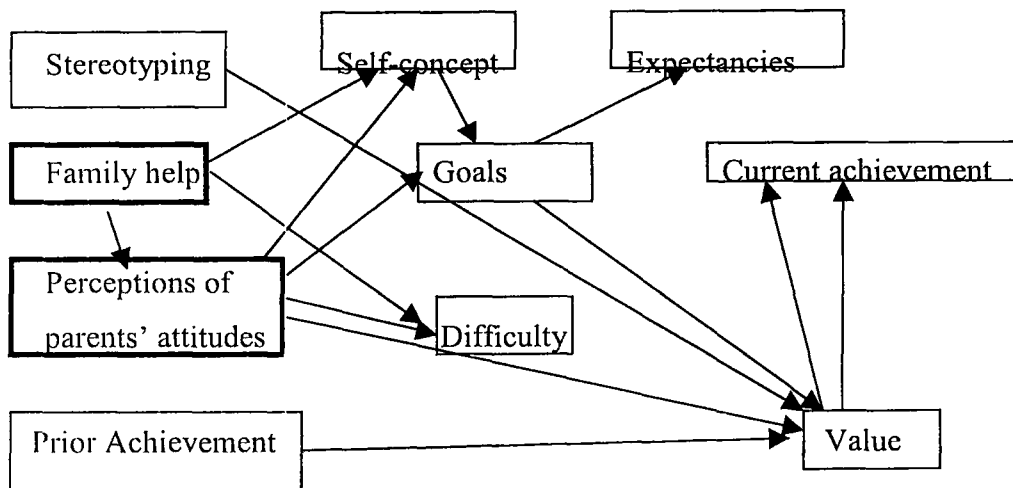 Stereotyping
Self-concept
Expectancies
Family help
Goals
Current achievement
Perceptions of
parents’ attitudes
Difficulty
Prior Achievement
Value